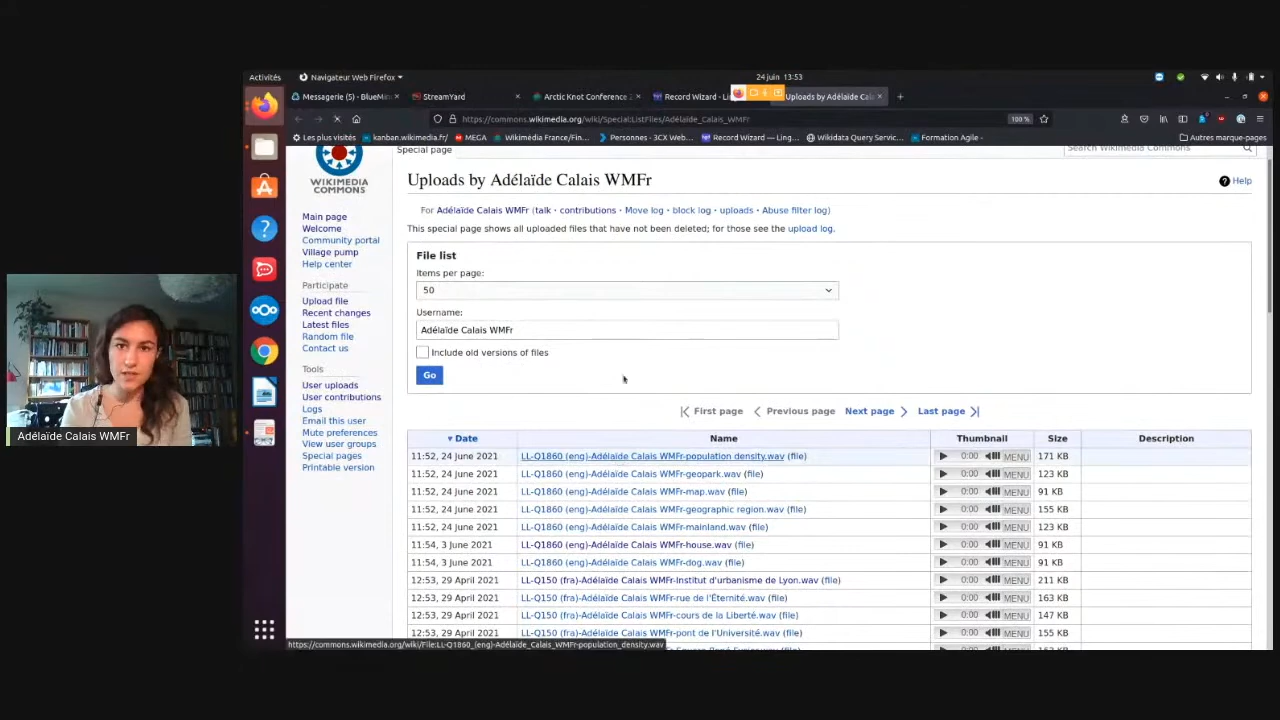 Activités
Navigateur Web Firefox
24 juin 13:53
Messagerie (5) - BlueMin
StreamYard
Arctic Knot Conference 2
Record Wizard - Li
Uploads by Adélaïde Cal
https://commons.wikimedia.org/wiki/Special:ListFiles/Adélaïde_Calais_WMFr
100 %
Les plus visités
kanban.wikimedia.fr/
MEGA
Wikimedia France/Fin...
Personnes - 3CX Web...
Record Wizard — Ling...
Wikidata Query Servic...
Formation Agile -
Autres marque-pages
Special page
Search Wikimedia Commons
WIKIMEDIA
COMMONS
Main page
Welcome
Community portal
Village pump
Help center
Participate
Upload file
Recent changes
Latest files
Random file
Contact us
Tools
User uploads
User contributions
Logs
Email this user
Mute preferences
View user groups
Special pages
Printable version
Uploads by Adélaïde Calais WMFr
Help
For Adélaïde Calais WMFr (talk · contributions · Move log · block log · uploads · Abuse filter log)
This special page shows all uploaded files that have not been deleted; for those see the upload log.
File list
Items per page:
50
Username:
Adélaïde Calais WMFr
Include old versions of files
Go
First page Previous page Next page Last page
Date Name Thumbnail Size Description
11:52, 24 June 2021 LL-Q1860 (eng)-Adélaïde Calais WMFr-population density.wav (file) 0:00 MENU 171 KB
11:52, 24 June 2021 LL-Q1860 (eng)-Adélaïde Calais WMFr-geopark.wav (file) 0:00 MENU 123 KB
11:52, 24 June 2021 LL-Q1860 (eng)-Adélaïde Calais WMFr-map.wav (file) 0:00 MENU 91 KB
11:52, 24 June 2021 LL-Q1860 (eng)-Adélaïde Calais WMFr-geographic region.wav (file) 0:00 MENU 155 KB
11:52, 24 June 2021 LL-Q1860 (eng)-Adélaïde Calais WMFr-mainland.wav (file) 0:00 MENU 123 KB
11:54, 3 June 2021 LL-Q1860 (eng)-Adélaïde Calais WMFr-house.wav (file) 0:00 MENU 91 KB
11:54, 3 June 2021 LL-Q1860 (eng)-Adélaïde Calais WMFr-dog.wav (file) 0:00 MENU 91 KB
12:53, 29 April 2021 LL-Q150 (fra)-Adélaïde Calais WMFr-Institut d'urbanisme de Lyon.wav (file) 0:00 MENU 211 KB
12:53, 29 April 2021 LL-Q150 (fra)-Adélaïde Calais WMFr-rue de l'Éternité.wav (file) 0:00 MENU 163 KB
12:53, 29 April 2021 LL-Q150 (fra)-Adélaïde Calais WMFr-cours de la Liberté.wav (file) 0:00 MENU 147 KB
12:53, 29 April 2021 LL-Q150 (fra)-Adélaïde Calais WMFr-pont de l'Université.wav (file) 0:00 MENU 155 KB
https://commons.wikimedia.org/wiki/File:LL-Q1860_(eng)-Adélaïde_Calais_WMFr-population_density.wav
Adélaïde Calais WMFr